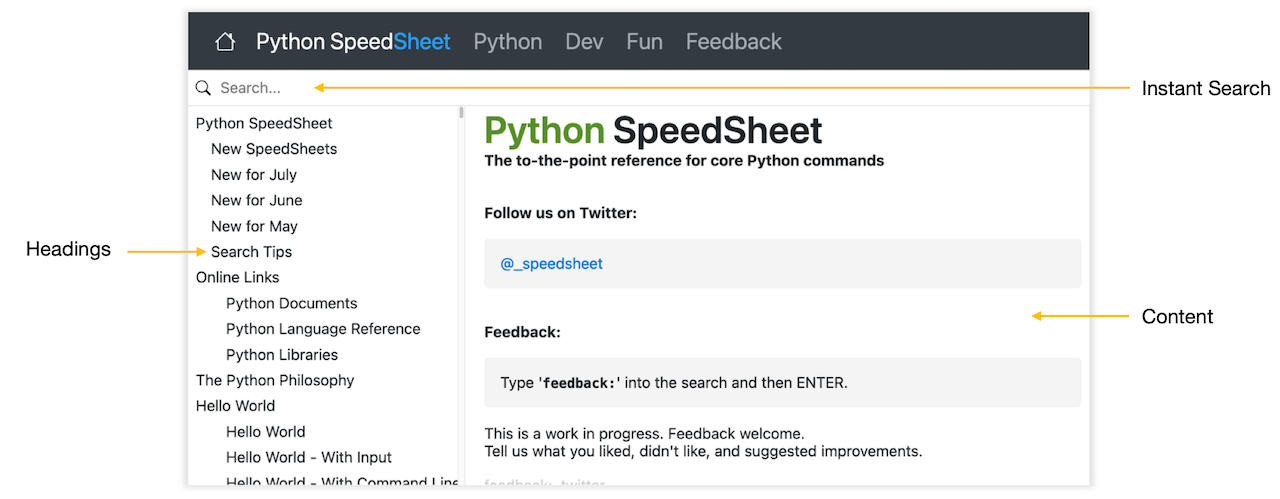 Python SpeedSheet Python Dev Fun Feedback
Search...
Instant Search
Python SpeedSheet
New SpeedSheets
New for July
New for June
New for May
Search Tips
Online Links
Python Documents
Python Language Reference
Python Libraries
The Python Philosophy
Hello World
Hello World
Hello World - With Input
Hello World - With Command Line
Headings
Python SpeedSheet
The to-the-point reference for core Python commands
Follow us on Twitter:
@_speedsheet
Feedback:
Type 'feedback:' into the search and then ENTER.
This is a work in progress. Feedback welcome.
Tell us what you liked, didn't like, and suggested improvements.
feedback: twitter
Content